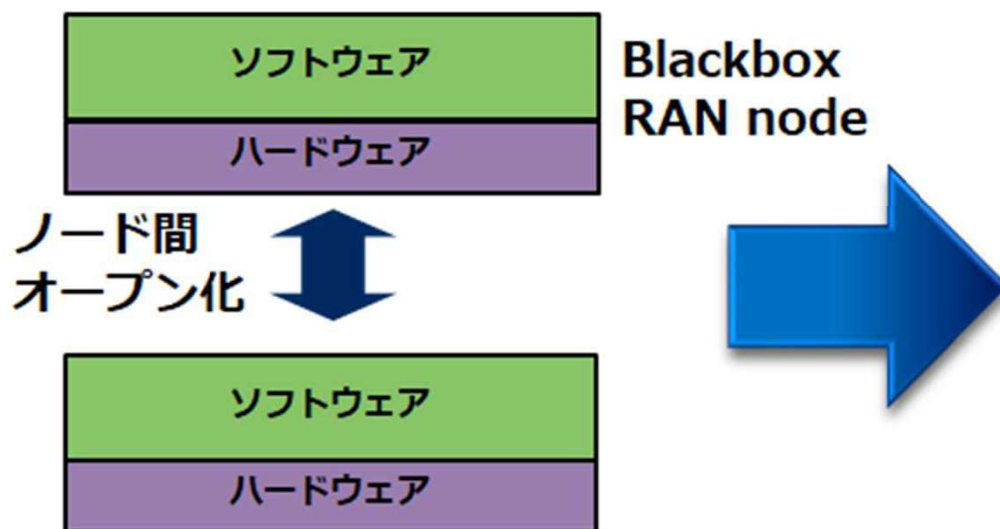 ソフトウェア
ハードウェア
Blackbox
RAN node
ノード間
オープン化
ソフトウェア
ハードウェア